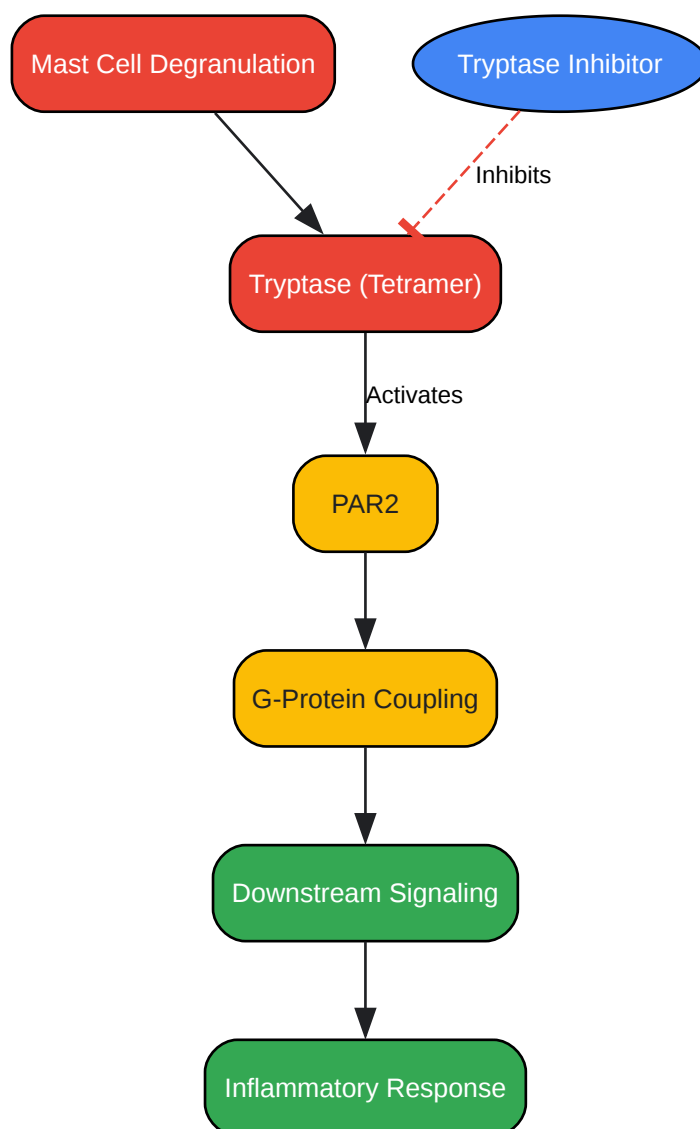 Mast Cell Degranulation
Tryptase Inhibitor
Inhibits
Tryptase (Tetramer)
Activates
PAR2
G-Protein Coupling
Downstream Signaling
Inflammatory Response